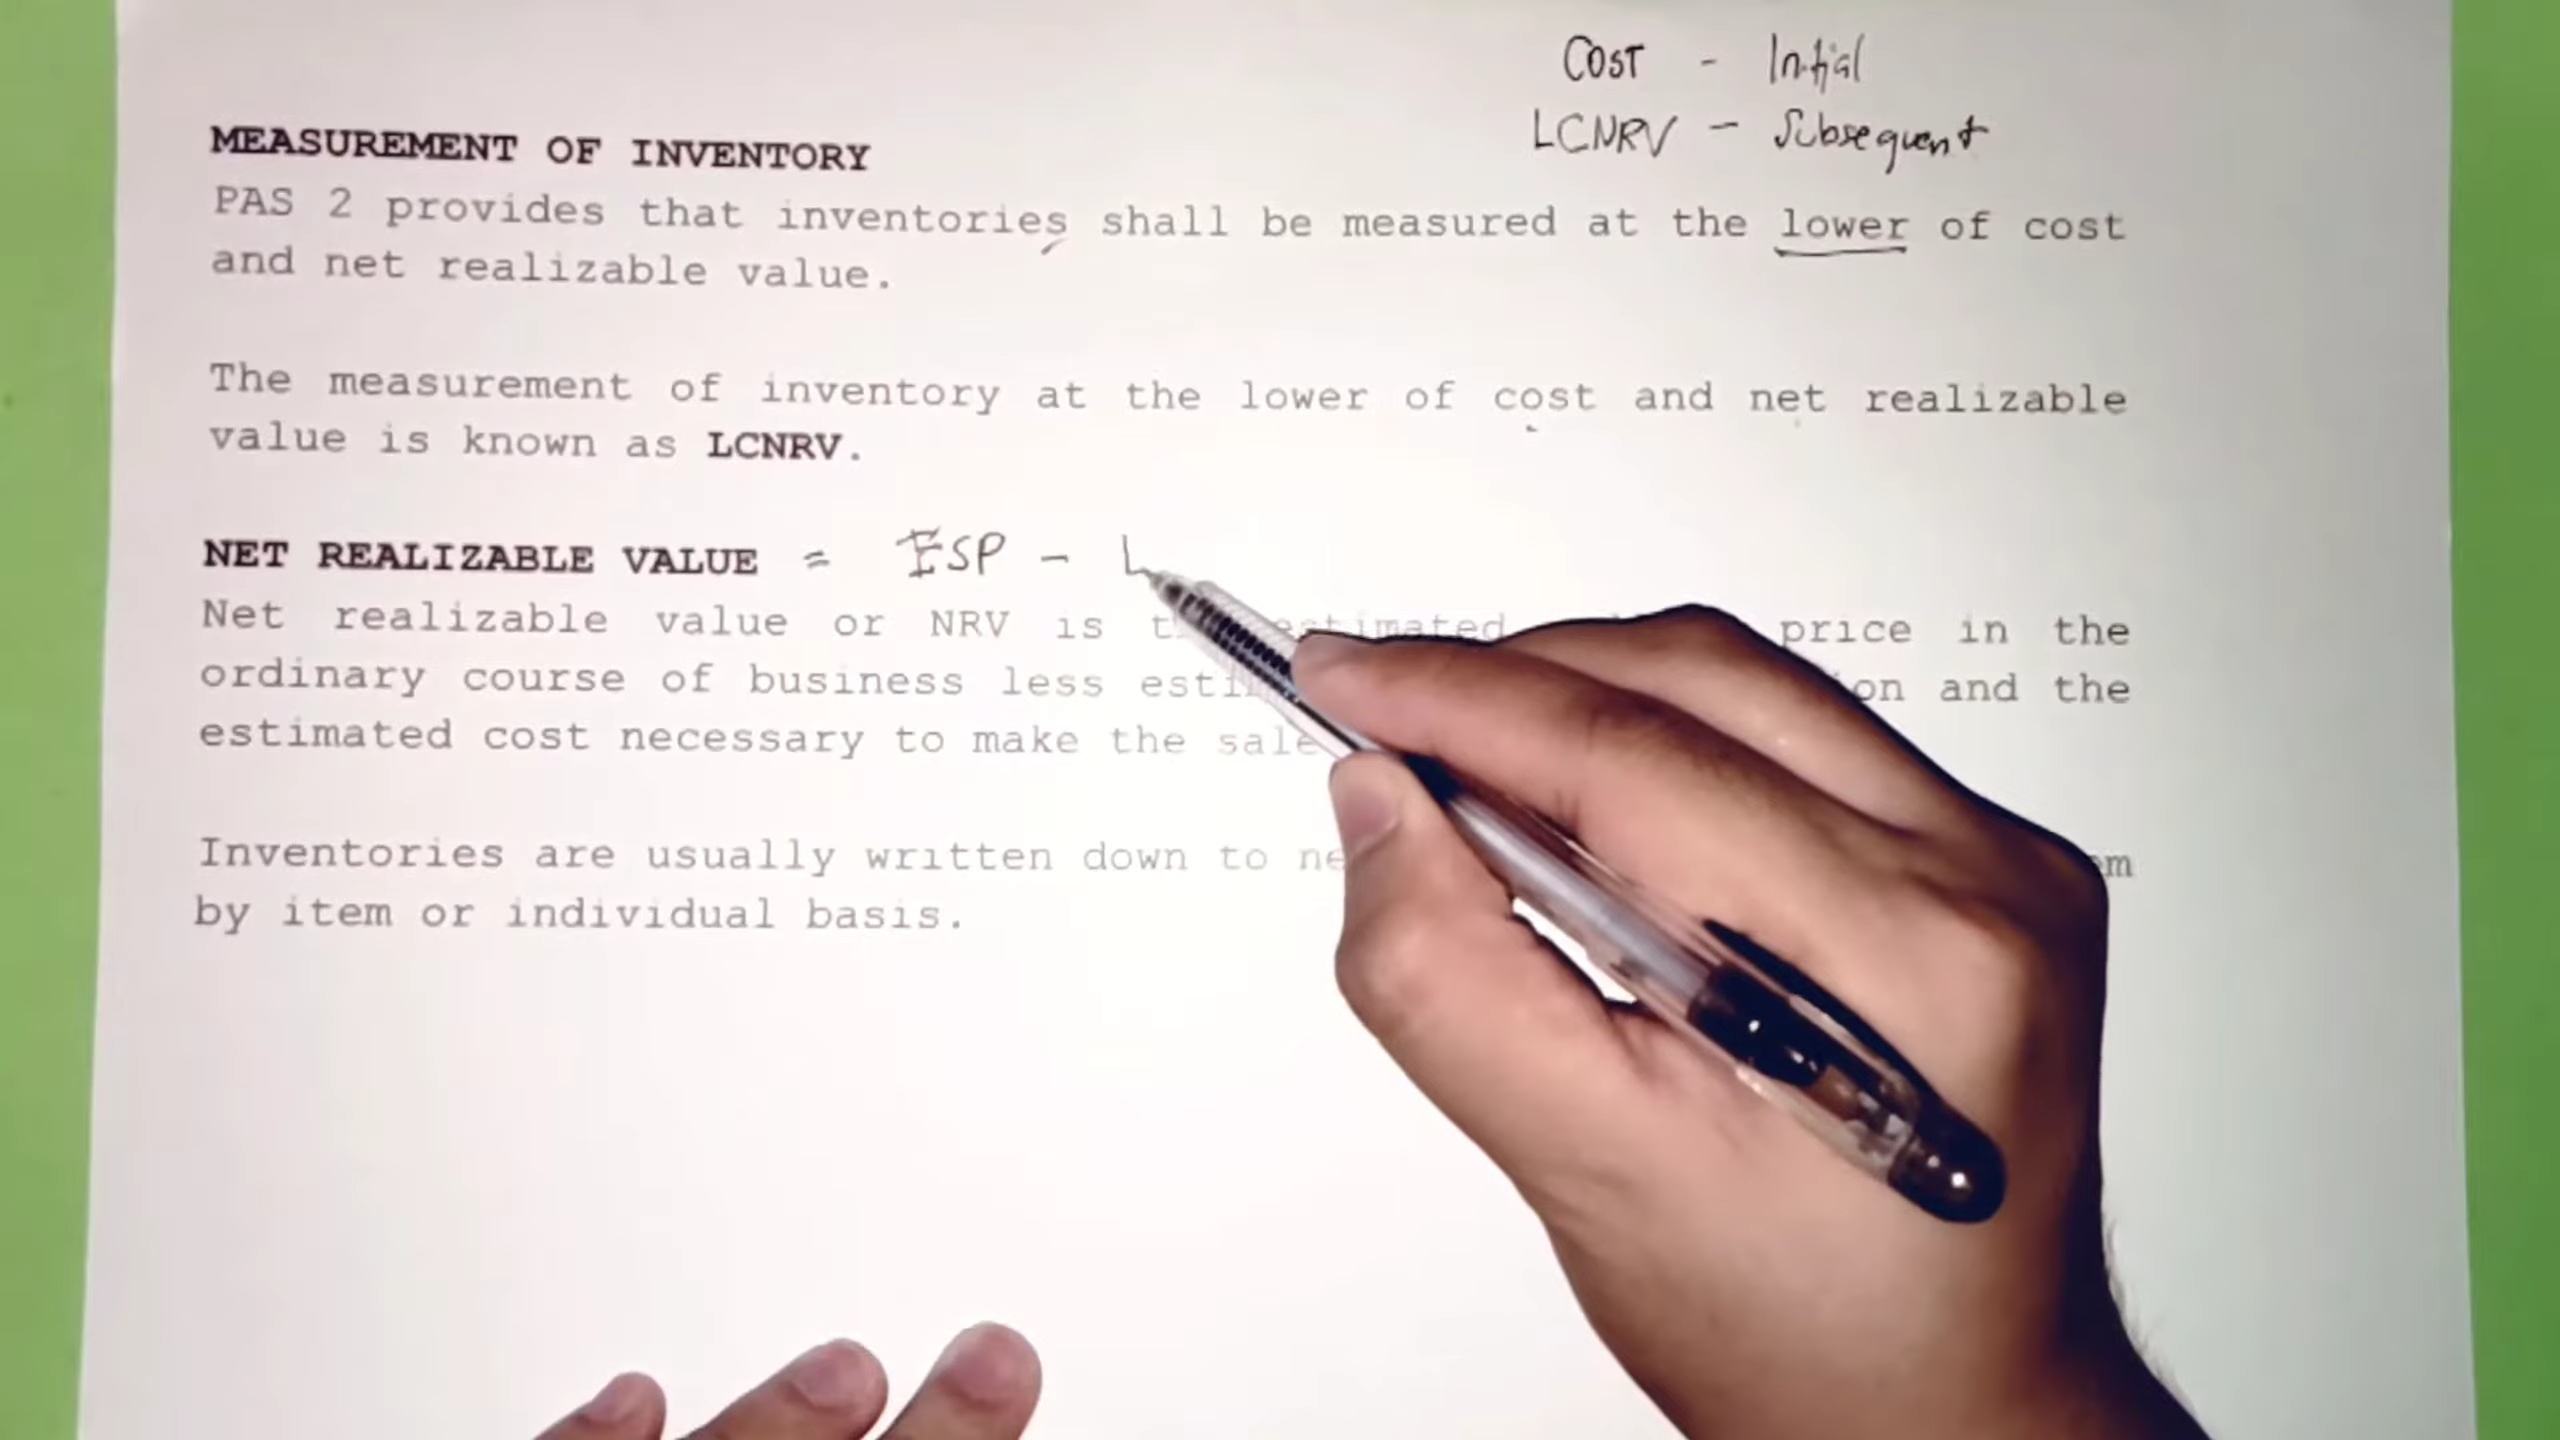 COST - Initial
LCNRV - Subsequent
MEASUREMENT OF INVENTORY
PAS 2 provides that inventories shall be measured at the lower of cost
and net realizable value.
The measurement of inventory at the lower of cost and net realizable
value is known as LCNRV.
NET REALIZABLE VALUE = ESP - L
Net realizable value or NRV is estimated price in the
ordinary course of business less and the
estimated cost necessary to make the sale
Inventories are usually written down to
by item or individual basis.